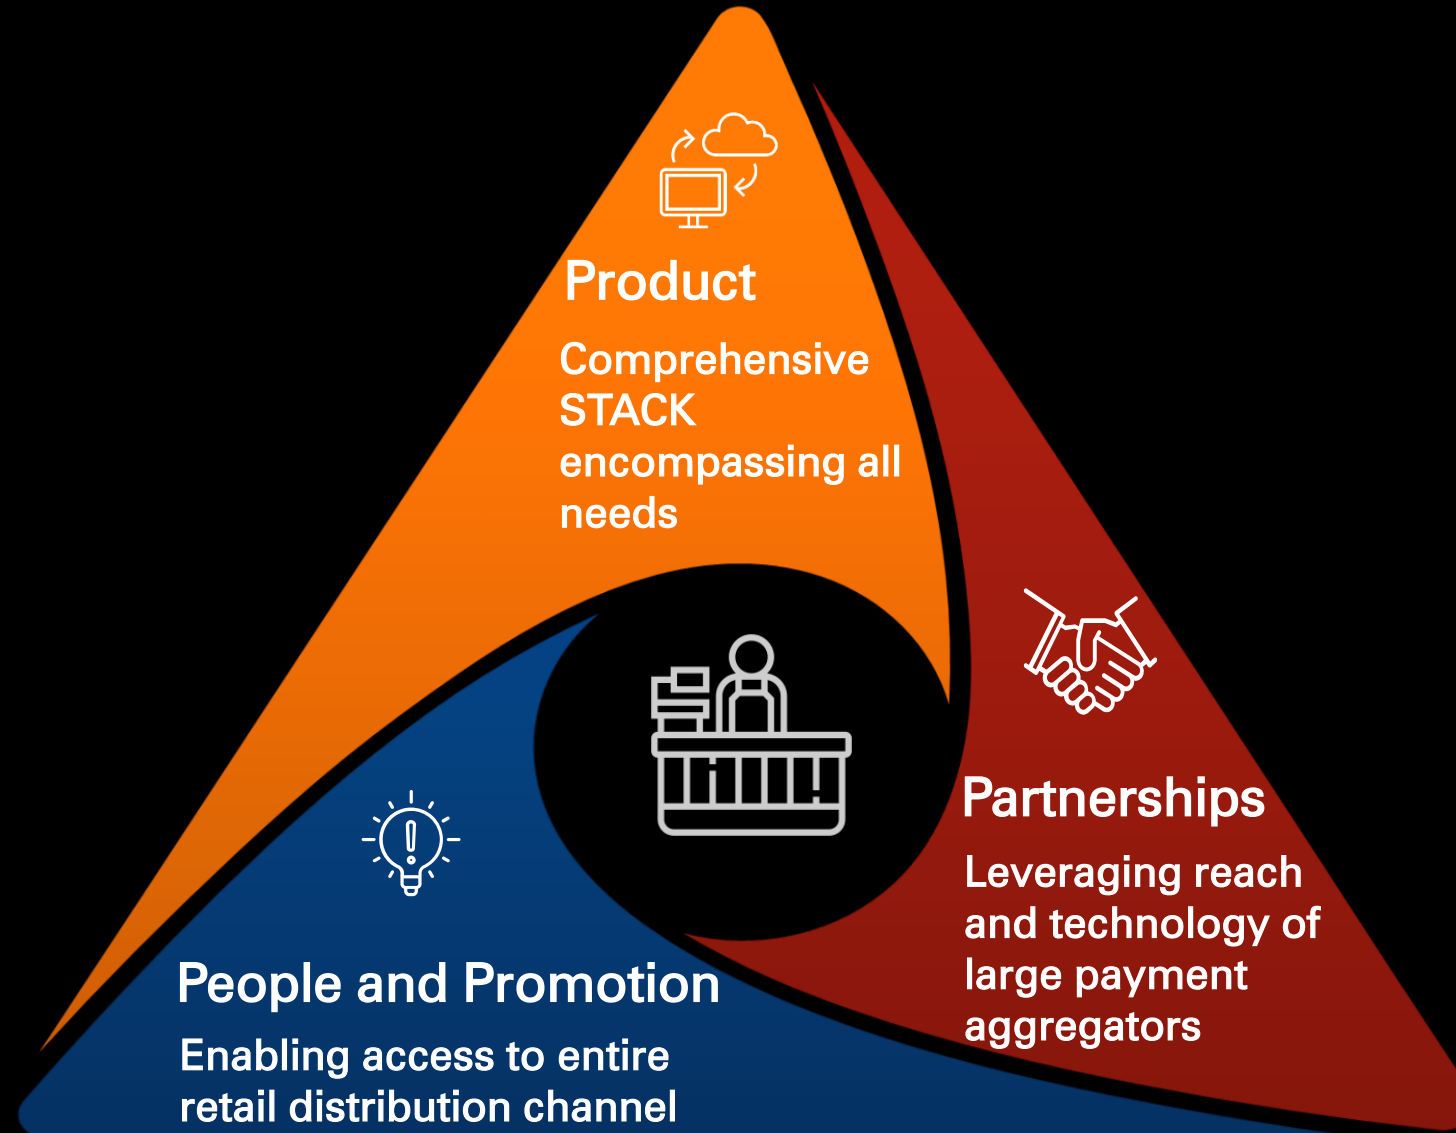 Product
Comprehensive
STACK
encompassing all
needs
Partnerships
Leveraging reach
and technology of
large payment
aggregators
People and Promotion
Enabling access to entire
retail distribution channel